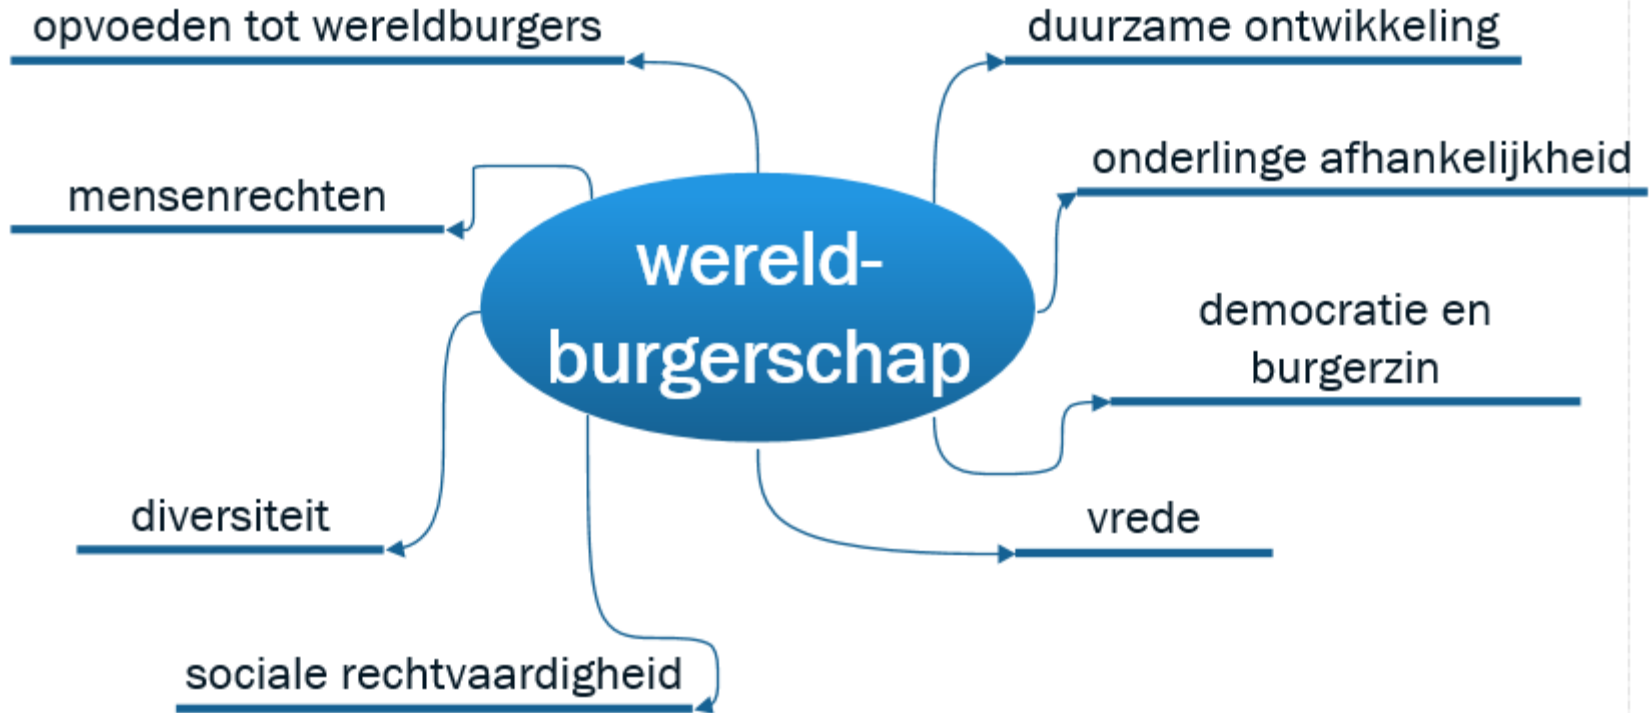 opvoeden tot wereldburgers
duurzame ontwikkeling
onderlinge afhankelijkheid
mensenrechten
wereld-
burgerschap
democratie en
burgerzin
diversiteit
vrede
sociale rechtvaardigheid